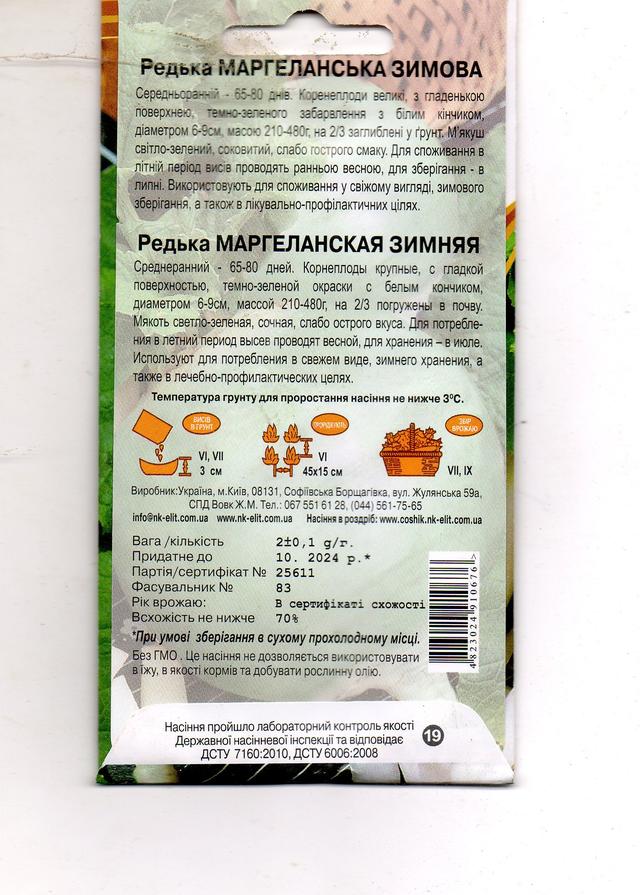 Редька МАРГЕЛАНСЬКА ЗИМОВА
Середньоранній - 65-80 днів. Коренеплоди великі, з гладенькою
поверхнею, темно-зеленого забарвлення з білим кінчиком,
діаметром 6-9см, масою 210-480г, на 2/3 заглиблені у ґрунт. М'якуш
світло-зелений, соковитий, слабо гострого смаку. Для споживання в
літній період висів проводять ранньою весною, для зберігання - в
липні. Використовують для споживання у свіжому вигляді, зимового
зберігання, а також в лікувально-профілактичних цілях.
Редька МАРГЕЛАНСКАЯ ЗИМНЯЯ
Среднеранний - 65-80 дней. Корнеплоды крупные, с гладкой
поверхностью, темно-зеленой окраски с белым кончиком,
диаметром 6-9см, массой 210-480г, на 2/3 погружены в почву.
Мякоть светло-зеленая, сочная, слабо острого вкуса. Для потребле-
ния в летний период высев проводят весной, для хранения – в июле.
Используют для потребления в свежем виде, зимнего хранения, а
также в лечебно-профилактических целях.
Температура грунту для проростання насіння не нижче 3⁰С.
ВИСІВ
В ҐРУНТ
VI, VII
3 см
ПРОРІДЖУЮТЬ
VI
45х15 см
ЗБІР
ВРОЖАЮ
VII, IX
Виробник:Україна, м.Київ, 08131, Софіївська Борщагівка, вул. Жулянська 59а,
СПД Вовк Ж.М. Тел.: 067 551 61 28, (044) 561-75-65
info@nk-elit.com.ua www.nk-elit.com.ua Насіння в роздріб: www.coshik.nk-elit.com.ua
Вага /кількість 2±0,1 g/г.
Придатне до 10. 2024 р.*
Партія/сертифікат № 25611
Фасувальник № 83
Рік врожаю: В сертифікаті схожості
Всхожість не нижче 70%
*При умові зберігання в сухому прохолодному місці.
Без ГМО . Це насіння не дозволяється використовувати
в їжу, в якості кормів та добувати рослинну олію.
4823024910676>
Насіння пройшло лабораторний контроль якості
Державної насінневої інспекції та відповідає
ДСТУ 7160:2010, ДСТУ 6006:2008
19